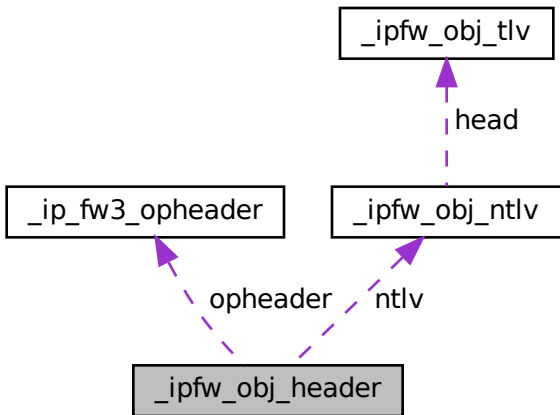 _ipfw_obj_tlv
head
_ip_fw3_opheader
_ipfw_obj_ntlv
opheader
ntlv
_ipfw_obj_header